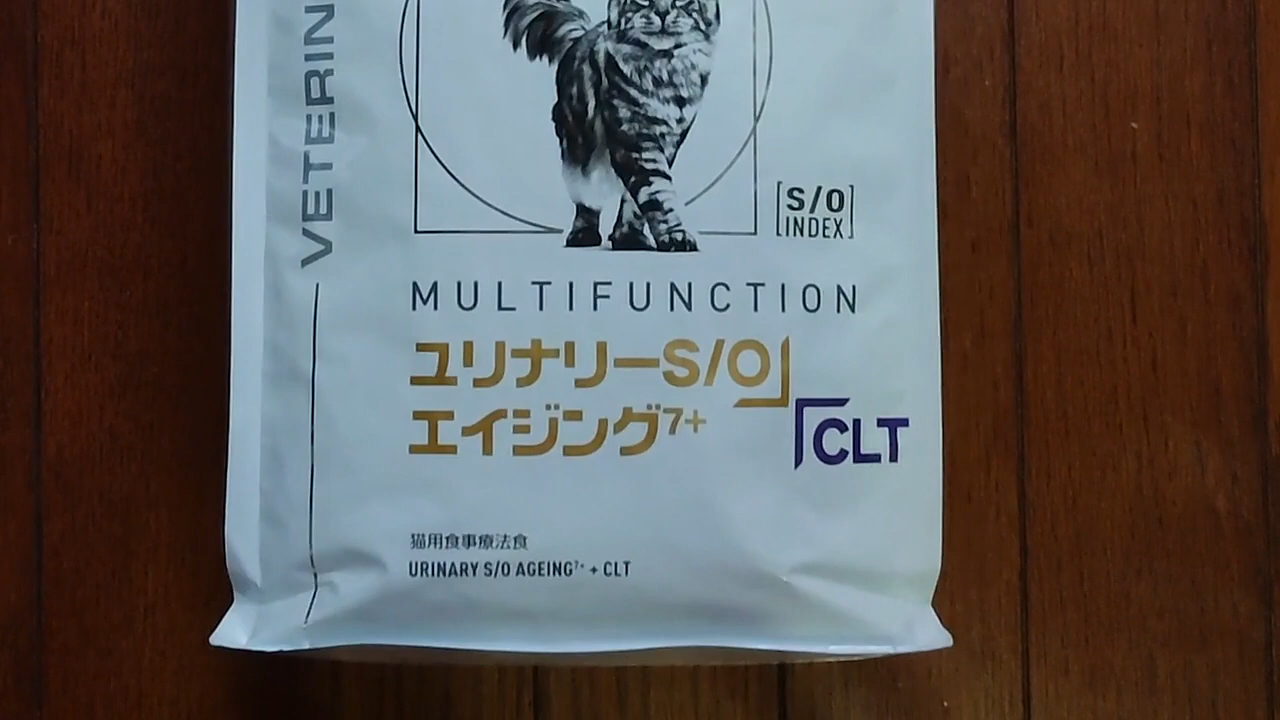 VETERIN
S/O
INDEX
MULTIFUNCTION
ユリナリーS/O
エイジング7+
CLT
猫用食事療法食
URINARY S/O AGEING7+ + CLT